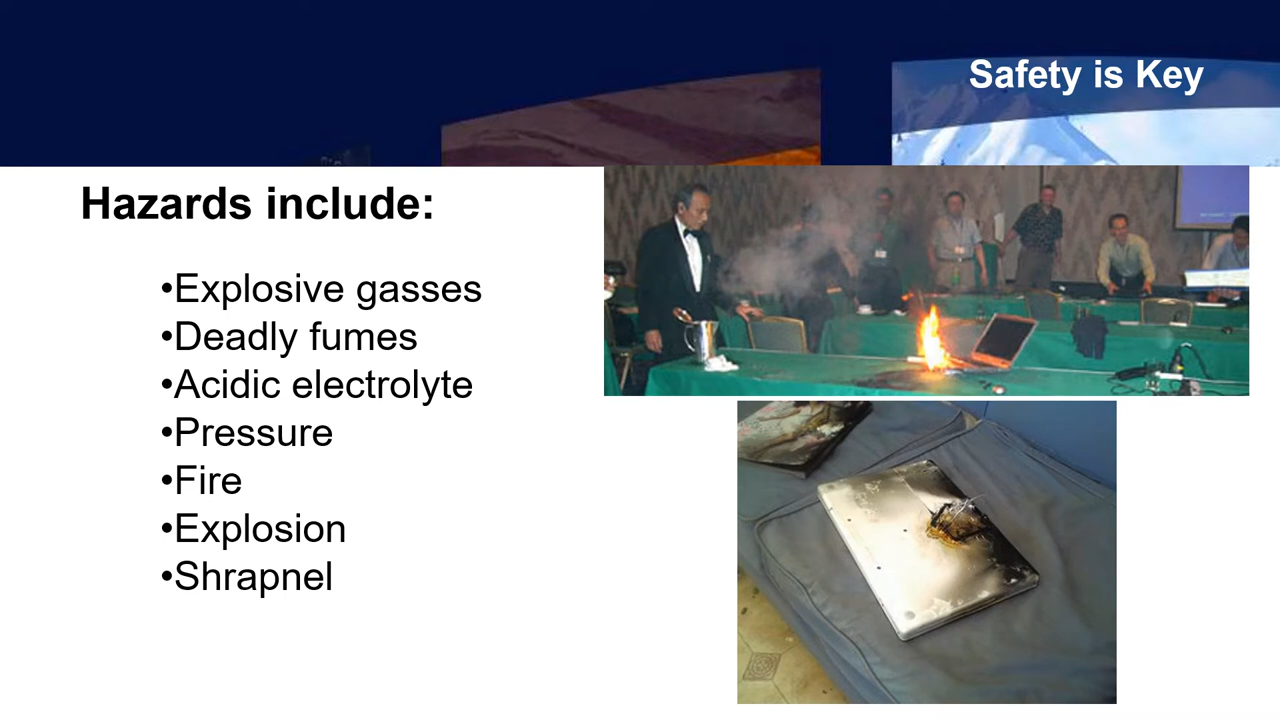 Safety is Key
Hazards include:
•Explosive gasses
•Deadly fumes
•Acidic electrolyte
•Pressure
•Fire
•Explosion
•Shrapnel